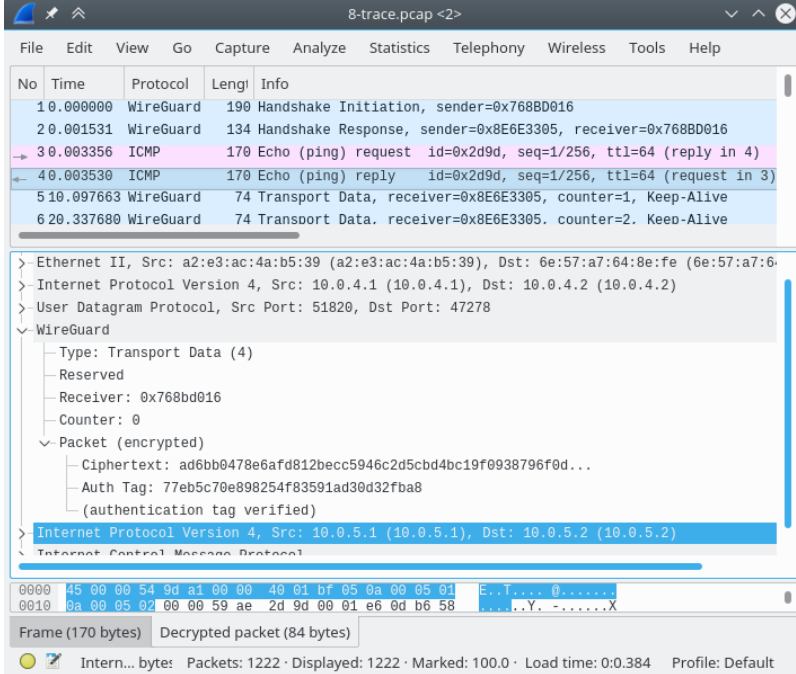 8-trace.pcap <2>
File Edit View Go Capture Analyze Statistics Telephony Wireless Tools Help
No Time Protocol Lengt Info
1 0.000000 WireGuard 190 Handshake Initiation, sender=0x768BD016
2 0.001531 WireGuard 134 Handshake Response, sender=0x8E6E3305, receiver=0x768BD016
3 0.003356 ICMP 170 Echo (ping) request id=0x2d9d, seq=1/256, ttl=64 (reply in 4)
4 0.003530 ICMP 170 Echo (ping) reply id=0x2d9d, seq=1/256, ttl=64 (request in 3)
5 10.097663 WireGuard 74 Transport Data, receiver=0x8E6E3305, counter=1, Keep-Alive
6 20.337680 WireGuard 74 Transport Data, receiver=0x8E6E3305, counter=2, Keep-Alive
Ethernet II, Src: a2:e3:ac:4a:b5:39 (a2:e3:ac:4a:b5:39), Dst: 6e:57:a7:64:8e:fe (6e:57:a7:64
Internet Protocol Version 4, Src: 10.0.4.1 (10.0.4.1), Dst: 10.0.4.2 (10.0.4.2)
User Datagram Protocol, Src Port: 51820, Dst Port: 47278
WireGuard
Type: Transport Data (4)
Reserved
Receiver: 0x768bd016
Counter: 0
Packet (encrypted)
Ciphertext: ad6bb0478e6afd812becc5946c2d5cbd4bc19f0938796f0d...
Auth Tag: 77eb5c70e898254f83591ad30d32fba8
(authentication tag verified)
Internet Protocol Version 4, Src: 10.0.5.1 (10.0.5.1), Dst: 10.0.5.2 (10.0.5.2)
Internet Control Message Protocol
0000 45 00 00 54 9d a1 00 00 40 01 bf 05 0a 00 05 01 E..T.... @.......
0010 0a 00 05 02 00 00 59 ae 2d 9d 00 01 e6 0d b6 58 ......Y. -......X
Frame (170 bytes) Decrypted packet (84 bytes)
Intern... bytes Packets: 1222 · Displayed: 1222 · Marked: 100.0 · Load time: 0:0.384 Profile: Default